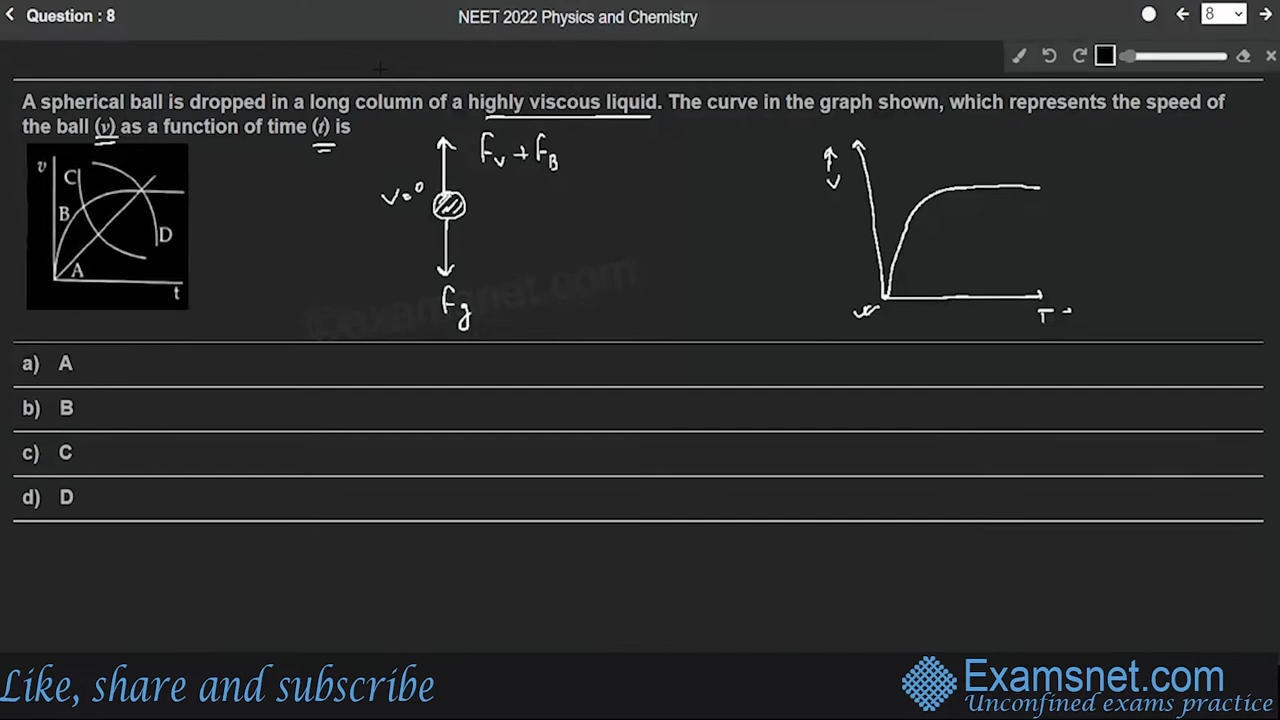 Question : 8
NEET 2022 Physics and Chemistry
8
A spherical ball is dropped in a long column of a highly viscous liquid. The curve in the graph shown, which represents the speed of
the ball (v) as a function of time (t) is
v
C
B
D
A
t
Fv + FB
v=0
Fg
v
T
©examsnet.com
a) A
b) B
c) C
d) D
Like, share and subscribe
Examsnet.com
Unconfined exams practice